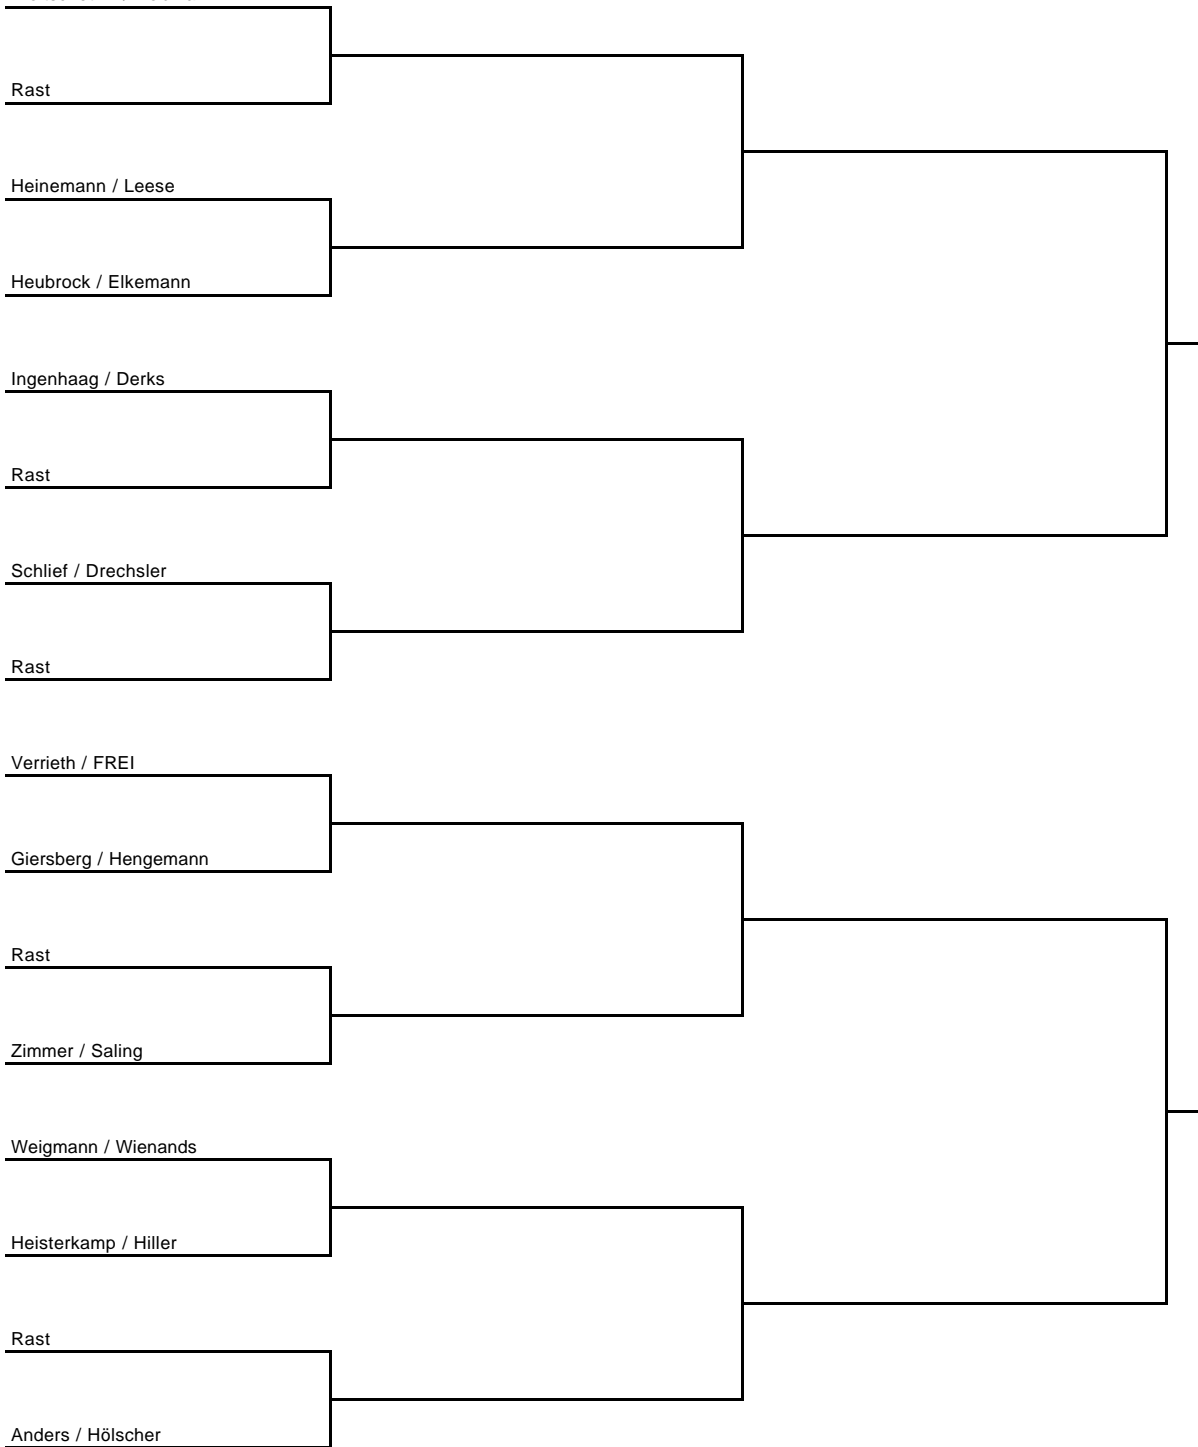 Rast
Heinemann / Leese
Heubrock / Elkemann
Ingenhaag / Derks
Rast
Schlief / Drechsler
Rast
Verrieth / FREI
Giersberg / Hengemann
Rast
Zimmer / Saling
Weigmann / Wienands
Heisterkamp / Hiller
Rast
Anders / Hölscher